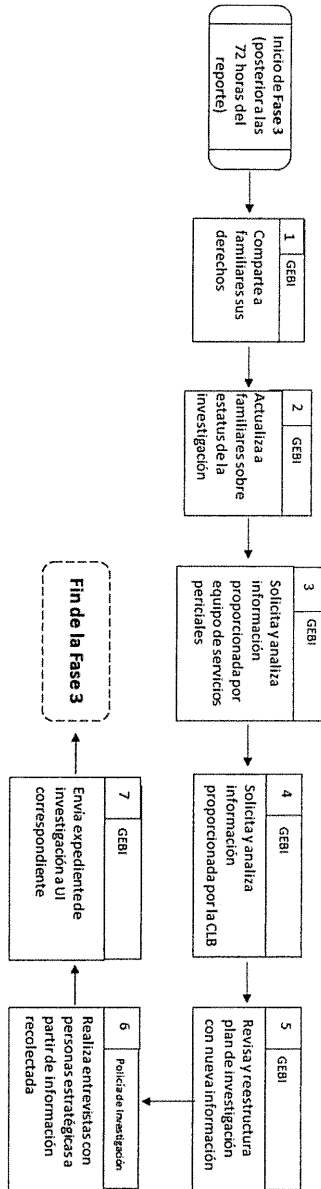 Inicio de Fase 3
(posterior a las
72 horas del
reporte)
1
GEBI
Comparte a
familiares sus
derechos
2
GEBI
Actualiza a
familiares sobre
estatus de la
investigación
3
GEBI
Solicita y analiza
información
proporcionada por
equipo de servicios
periciales
4
GEBI
Solicita y analiza
información
proporcionada por la CLB
5
GEBI
Revisa y reestructura
plan de investigación
con nueva información
6
Policía de Investigación
Realiza entrevistas con
personas estratégicas a
partir de información
recolectada
7
GEBI
Envia expediente de
investigación a UI
correspondiente
Fin de la Fase 3